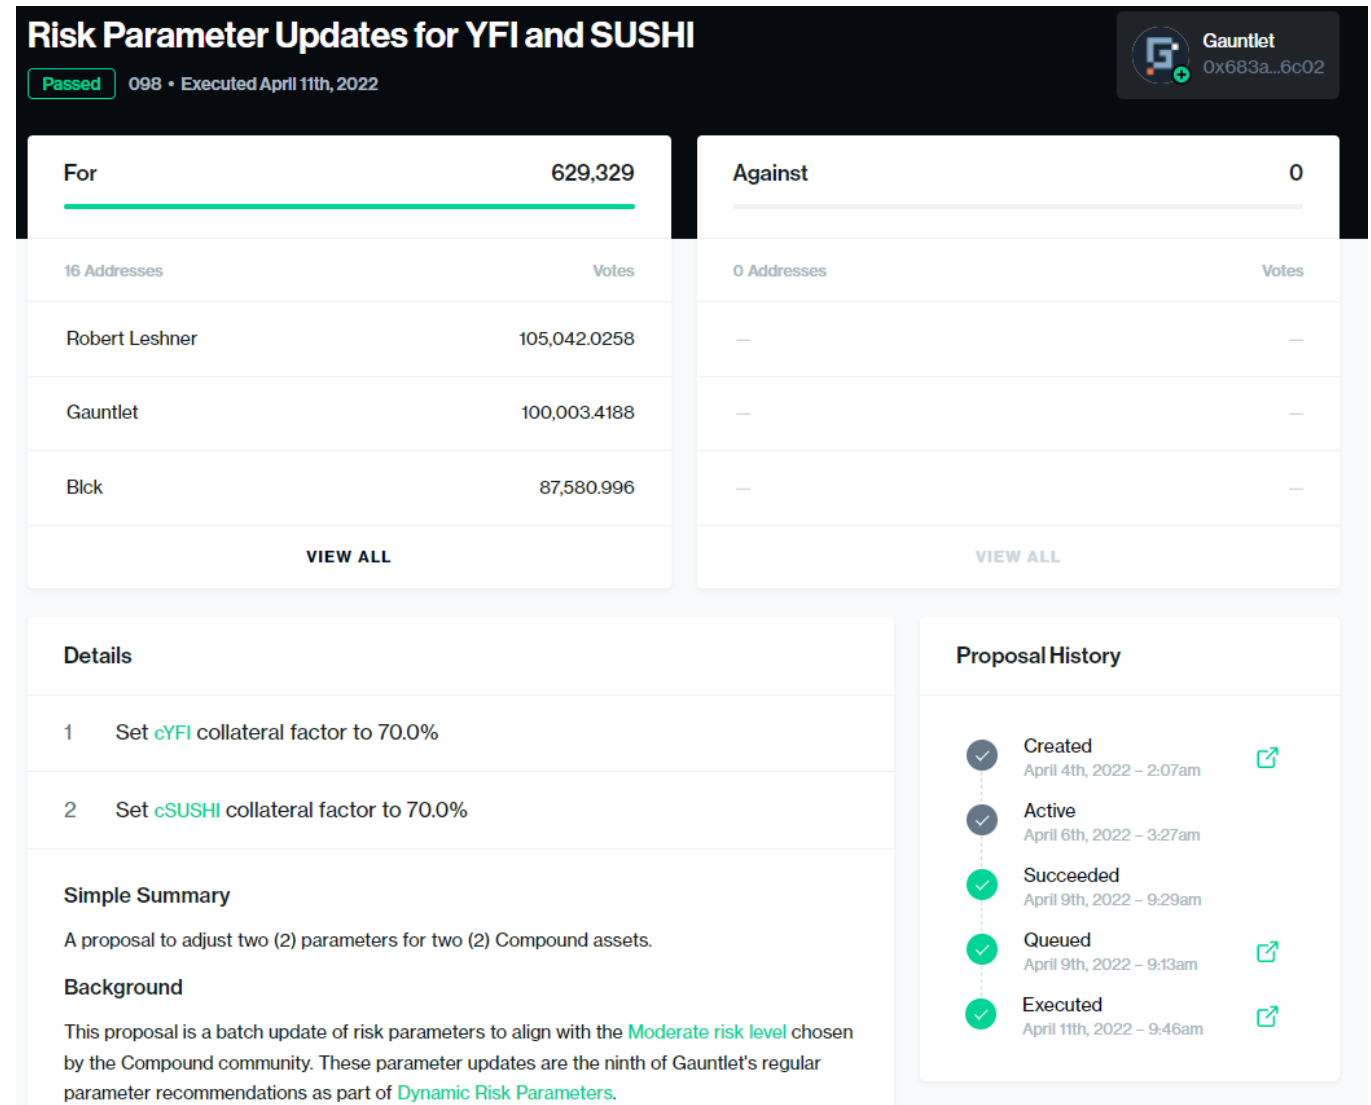 Risk Parameter Updates for YFI and SUSHI
Passed 098 • Executed April 11th, 2022
Gauntlet
0x683a...6c02
For 629,329
16 Addresses Votes
Robert Leshner 105,042.0258
Gauntlet 100,003.4188
Blck 87,580.996
VIEW ALL
Against 0
0 Addresses Votes
— —
— —
— —
VIEW ALL
Details
1 Set cYFI collateral factor to 70.0%
2 Set cSUSHI collateral factor to 70.0%
Simple Summary
A proposal to adjust two (2) parameters for two (2) Compound assets.
Background
This proposal is a batch update of risk parameters to align with the Moderate risk level chosen
by the Compound community. These parameter updates are the ninth of Gauntlet's regular
parameter recommendations as part of Dynamic Risk Parameters.
Proposal History
Created
April 4th, 2022 – 2:07am
Active
April 6th, 2022 – 3:27am
Succeeded
April 9th, 2022 – 9:29am
Queued
April 9th, 2022 – 9:13am
Executed
April 11th, 2022 – 9:46am